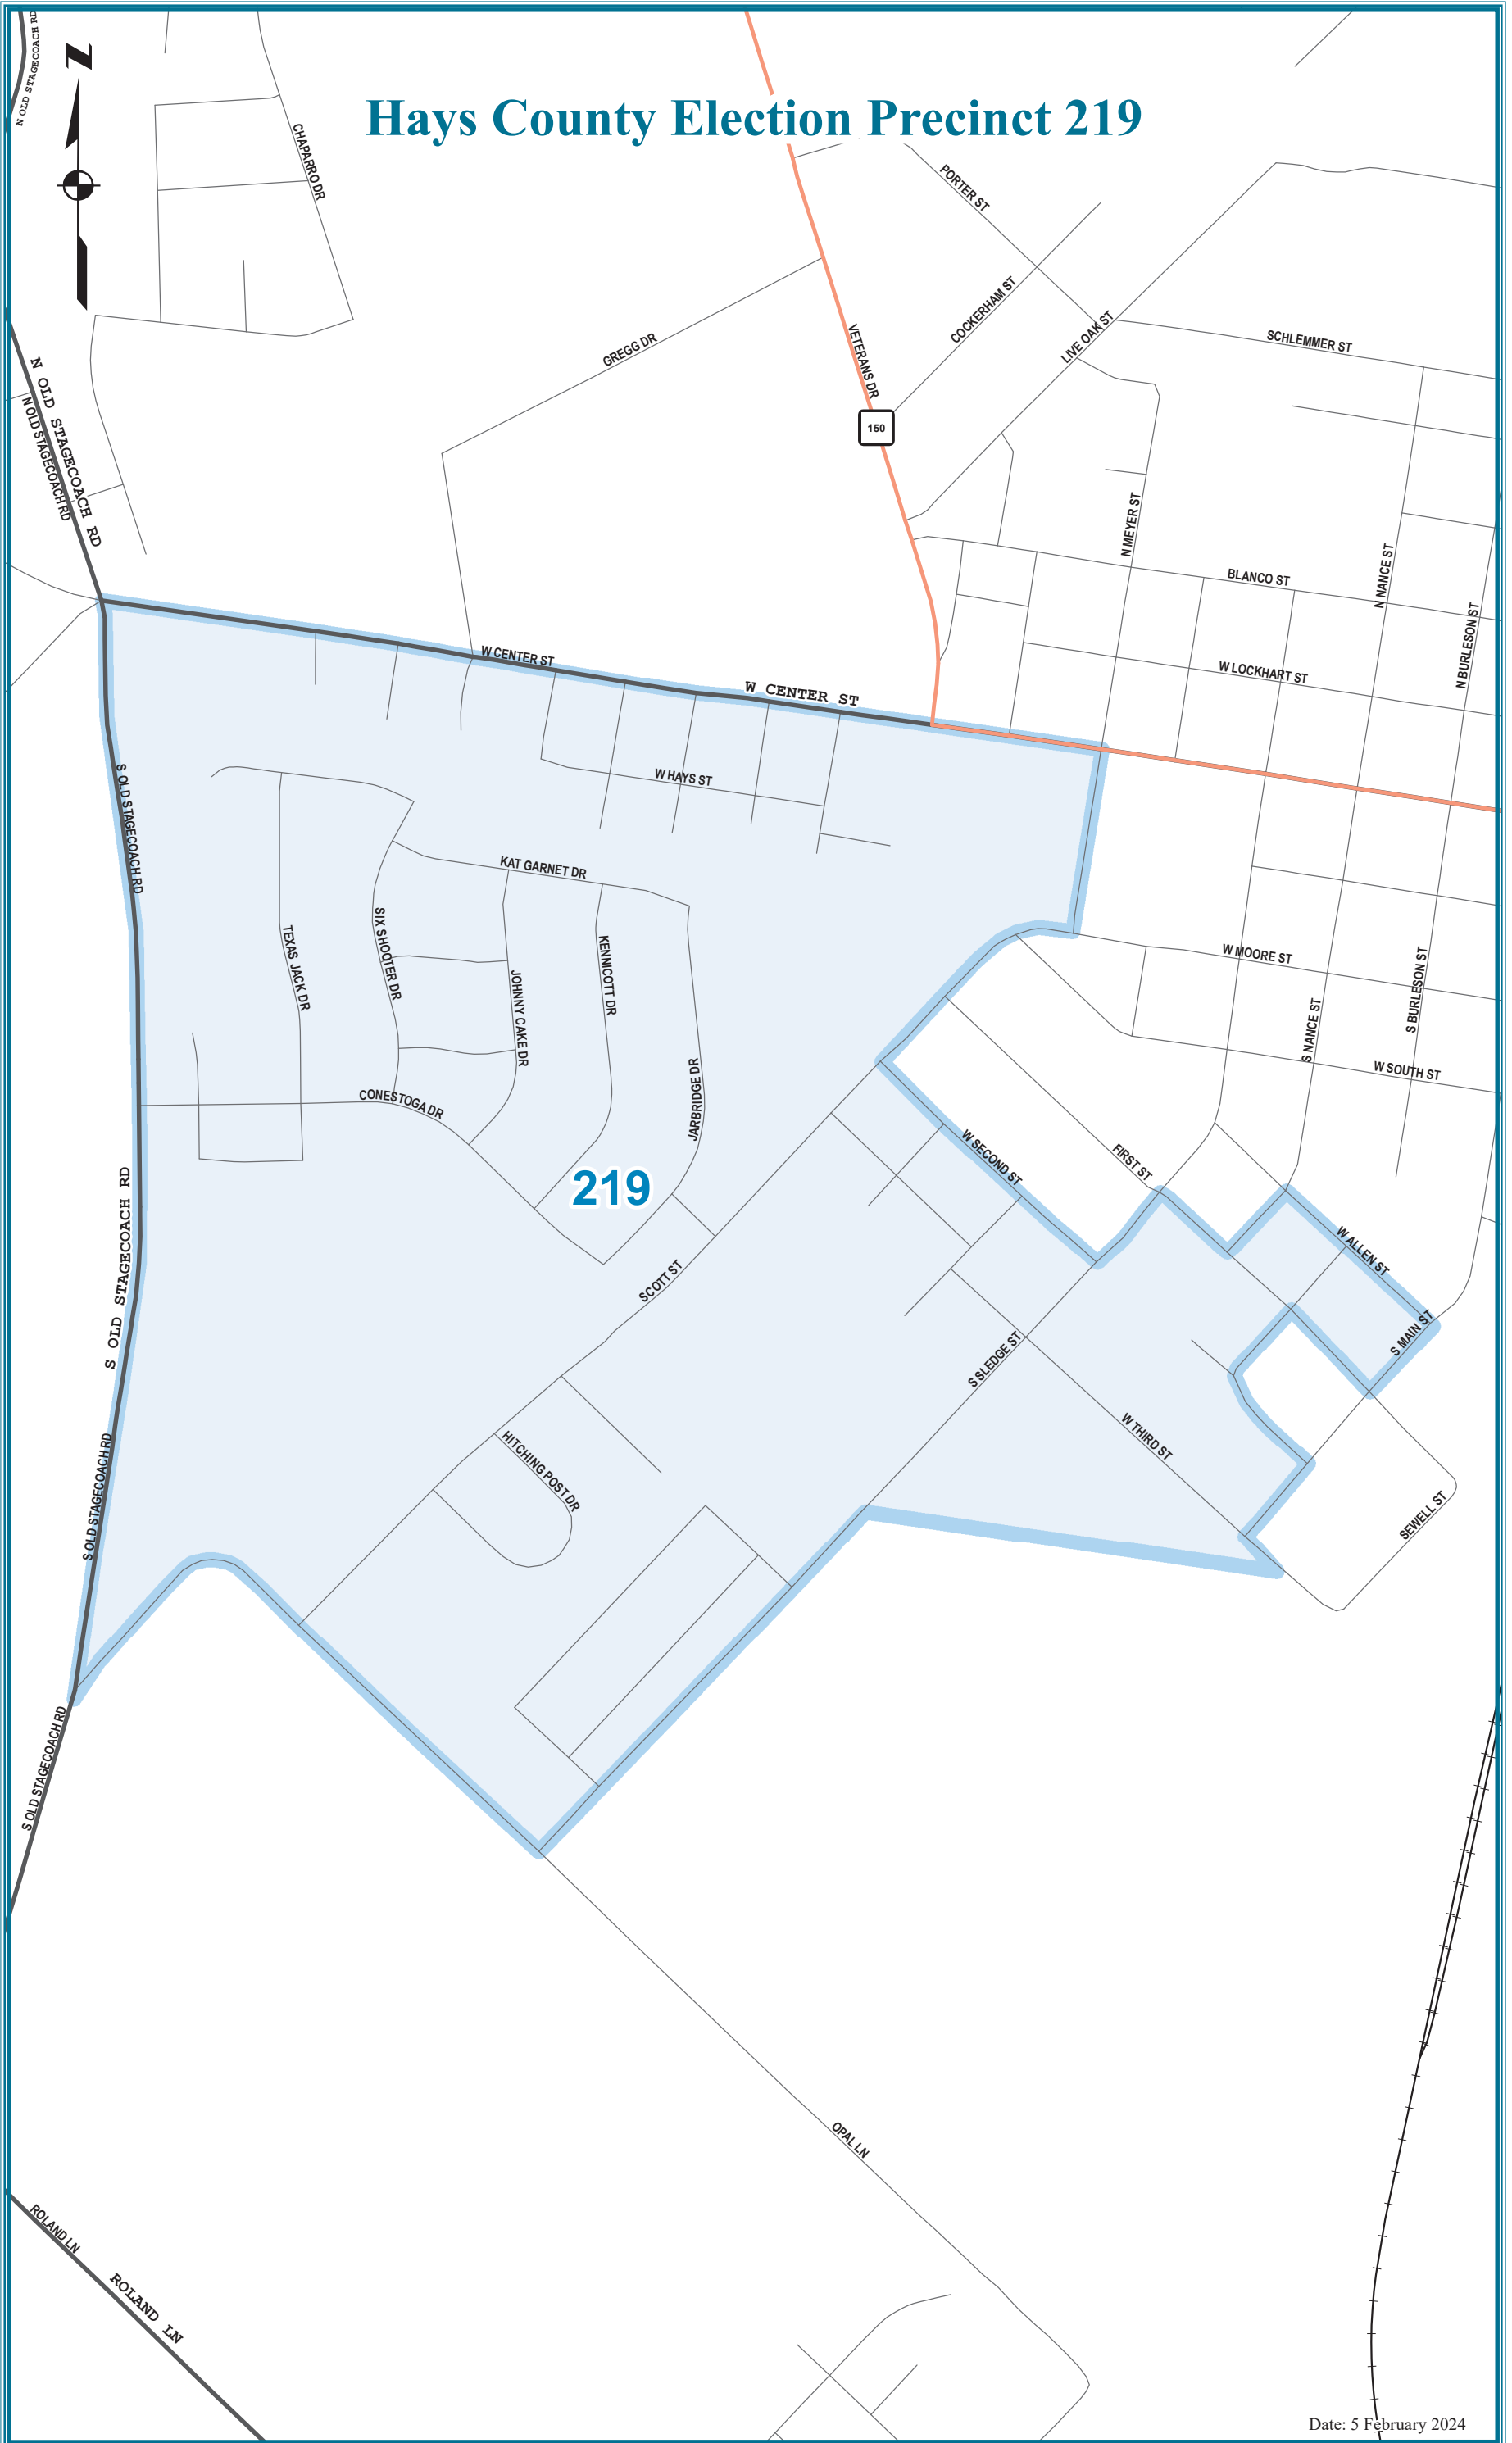 N OLD STAGECOACH RD
N
Hays County Election Precinct 219
CHAPARRO DR
PORTER ST
COCKERHAM ST
LIVE OAK ST
SCHLEMMER ST
GREGG DR
VETERANS DR
150
N OLD STAGECOACH RD
N OLD STAGECOACH RD
N MEYER ST
N NANCE ST
BLANCO ST
N BURLESON ST
W CENTER ST
W CENTER ST
W LOCKHART ST
W HAYS ST
S OLD STAGECOACH RD
KAT GARNET DR
TEXAS JACK DR
SIX SHOOTER DR
JOHNNY CAKE DR
KENNICOTT DR
JARBRIDGE DR
W MOORE ST
S BURLESON ST
S NANCE ST
W SOUTH ST
CONESTOGA DR
W SECOND ST
FIRST ST
219
S OLD STAGECOACH RD
SCOTT ST
W ALLEN ST
S MAIN ST
S SLEDGE ST
W THIRD ST
HITCHING POST DR
S OLD STAGECOACH RD
SEWELL ST
S OLD STAGECOACH RD
OPAL LN
ROLAND LN
ROLAND LN
Date: 5 February 2024